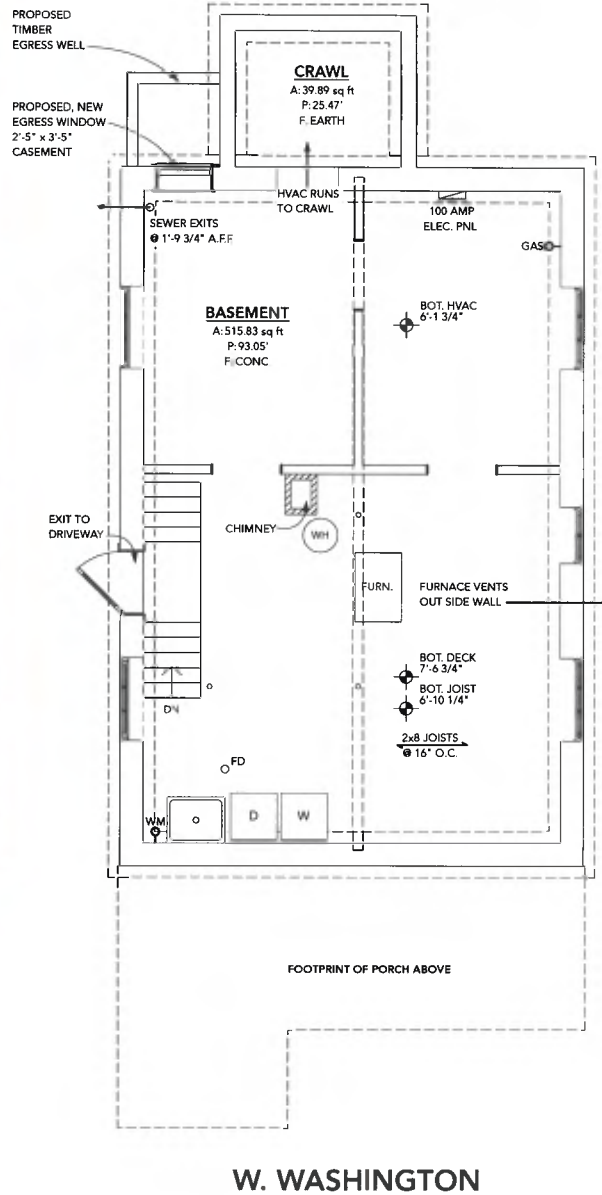 PROPOSED
TIMBER
EGRESS WELL
CRAWL
A: 39.89 sq ft
P: 25.47'
F. EARTH
PROPOSED, NEW
EGRESS WINDOW
2'-5" x 3'-5"
CASEMENT
HVAC RUNS
TO CRAWL
100 AMP
ELEC. PNL
SEWER EXITS
@ 1'-9 3/4" A.F.F
GAS
BASEMENT
A: 515.83 sq ft
P: 93.05'
F: CONC
BOT. HVAC
6'-1 3/4"
EXIT TO
DRIVEWAY
CHIMNEY
WH
FURN.
FURNACE VENTS
OUT SIDE WALL
BOT. DECK
7'-6 3/4"
BOT. JOIST
6'-10 1/4"
DN
2x8 JOISTS
@ 16" O.C.
FD
WM
D
W
FOOTPRINT OF PORCH ABOVE
W. WASHINGTON